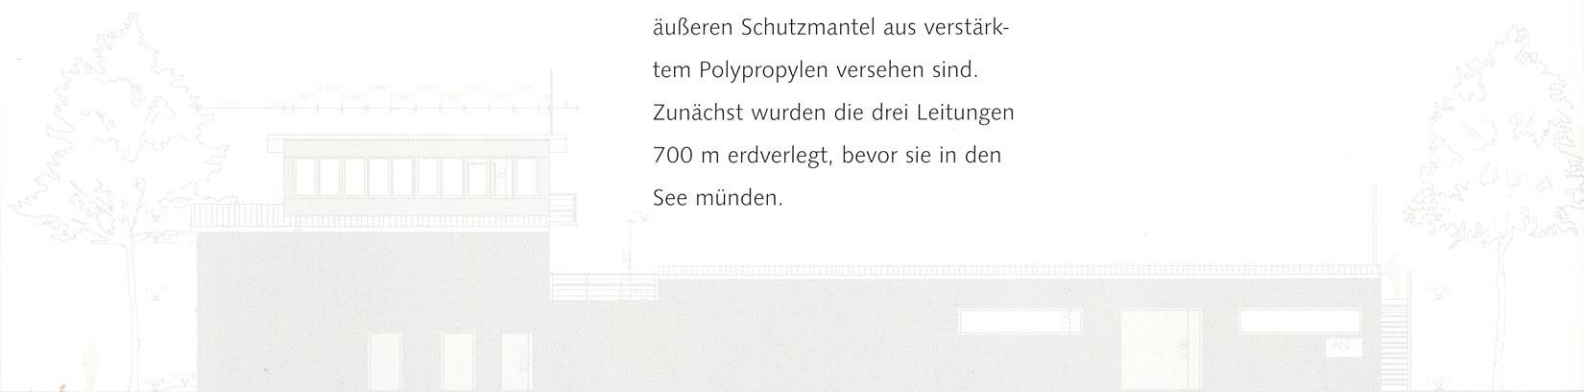 äußeren Schutzmantel aus verstärk-
tem Polypropylen versehen sind.
Zunächst wurden die drei Leitungen
700 m erdverlegt, bevor sie in den
See münden.